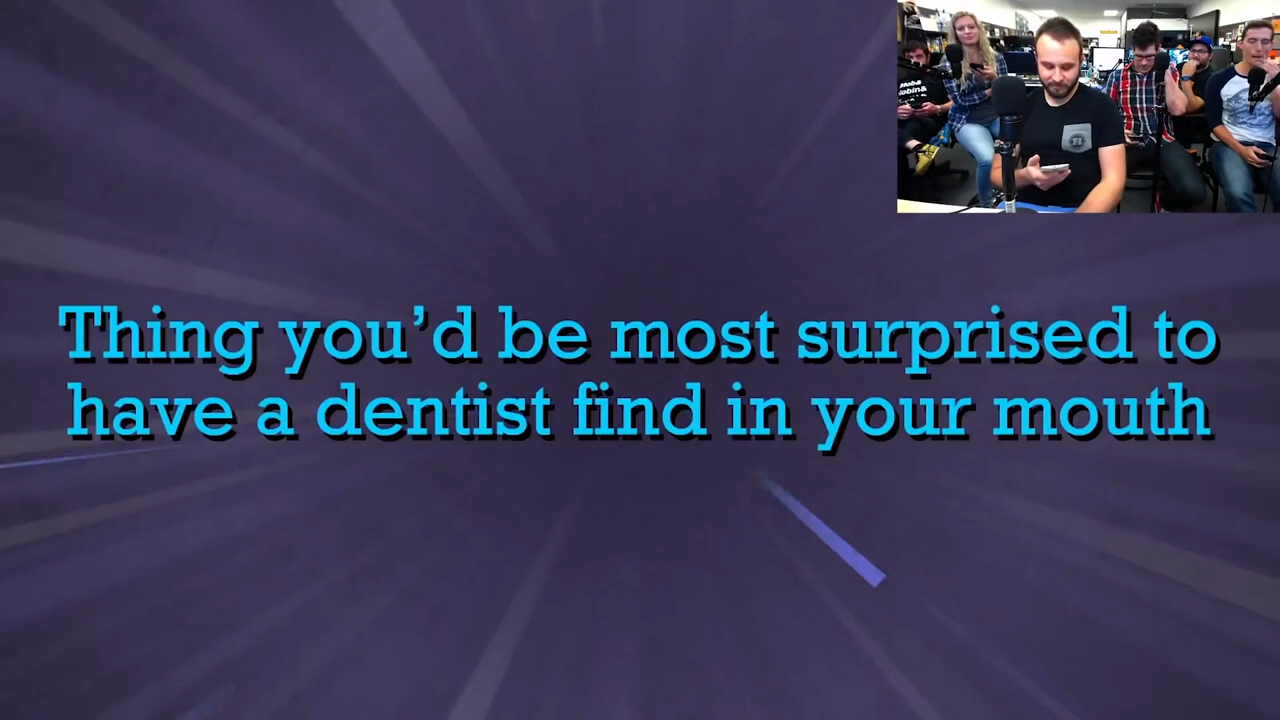 Thing you’d be most surprised to
have a dentist find in your mouth